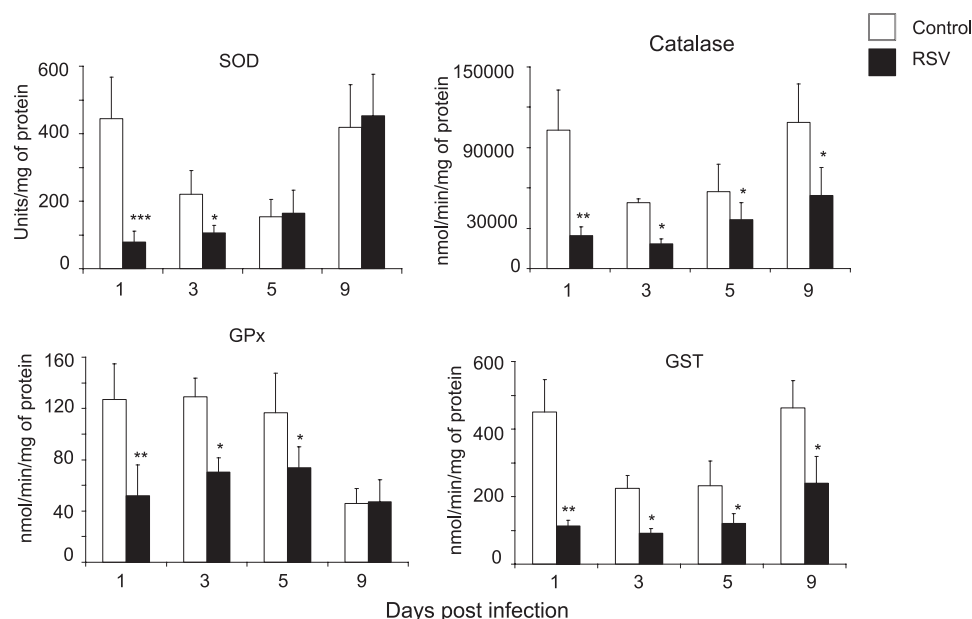 Control
RSV
SOD
Units/mg of protein
600
400
200
0
***
*
1 3 5 9
Catalase
nmol/min/mg of protein
150000
90000
30000
0
**
*
*
*
1 3 5 9
GPx
nmol/min/mg of protein
160
120
80
40
0
**
*
*
1 3 5 9
GST
nmol/min/mg of protein
600
400
200
0
**
*
*
*
1 3 5 9
Days post infection